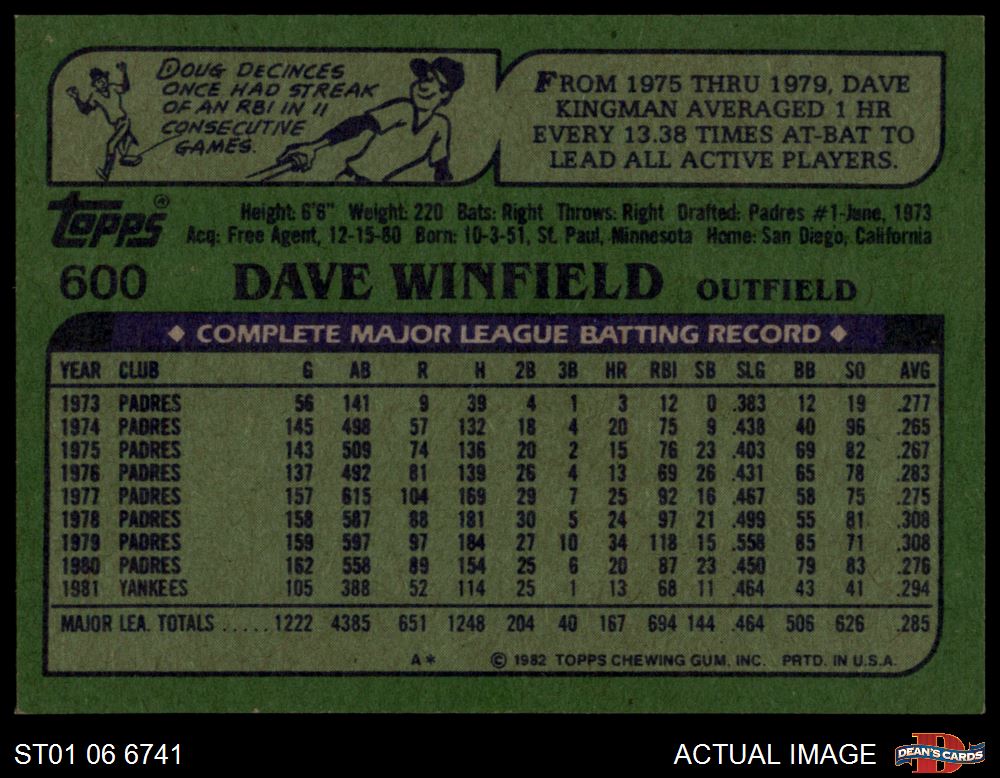 DOUG DECINCES
ONCE HAD STREAK
OF AN RBI IN 11
CONSECUTIVE
GAMES.
FROM 1975 THRU 1979, DAVE
KINGMAN AVERAGED 1 HR
EVERY 13.38 TIMES AT-BAT TO
LEAD ALL ACTIVE PLAYERS.
Topps®
Height: 6'6" Weight: 220 Bats: Right Throws: Right Drafted: Padres #1-June, 1973
Acq: Free Agent, 12-15-80 Born: 10-3-51, St. Paul, Minnesota Home: San Diego, California
600 DAVE WINFIELD OUTFIELD
◆ COMPLETE MAJOR LEAGUE BATTING RECORD ◆
YEAR CLUB G AB R H 2B 3B HR RBI SB SLG BB SO AVG
1973 PADRES 56 141 9 39 4 1 3 12 0 .383 12 19 .277
1974 PADRES 145 498 57 132 18 4 20 75 9 .438 40 96 .265
1975 PADRES 143 509 74 136 20 2 15 76 23 .403 69 82 .267
1976 PADRES 137 492 81 139 26 4 13 69 26 .431 65 78 .283
1977 PADRES 157 615 104 169 29 7 25 92 16 .467 58 75 .275
1978 PADRES 158 587 88 181 30 5 24 97 21 .499 55 81 .308
1979 PADRES 159 597 97 184 27 10 34 118 15 .558 85 71 .308
1980 PADRES 162 558 89 154 25 6 20 87 23 .450 79 83 .276
1981 YANKEES 105 388 52 114 25 1 13 68 11 .464 43 41 .294
MAJOR LEA. TOTALS ..... 1222 4385 651 1248 204 40 167 694 144 .464 506 626 .285
A* © 1982 TOPPS CHEWING GUM, INC. PRTD. IN U.S.A.
ST01 06 6741 ACTUAL IMAGE D DEAN'S CARDS